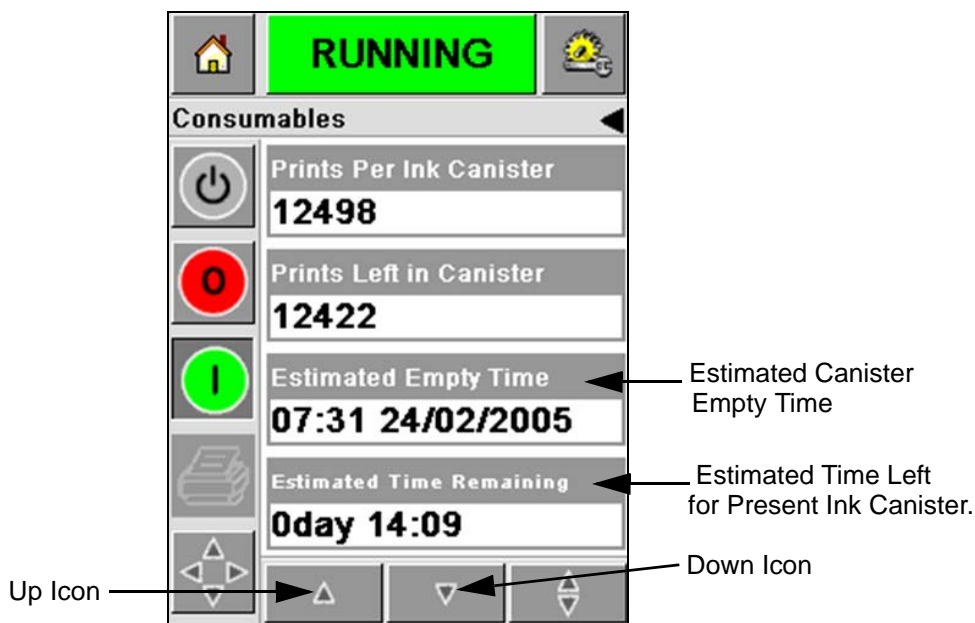 RUNNING
Consumables
Prints Per Ink Canister
12498
O
Prints Left in Canister
12422
I
Estimated Empty Time
07:31 24/02/2005
Estimated Canister
Empty Time
Estimated Time Remaining
0day 14:09
Estimated Time Left
for Present Ink Canister.
Up Icon
Down Icon